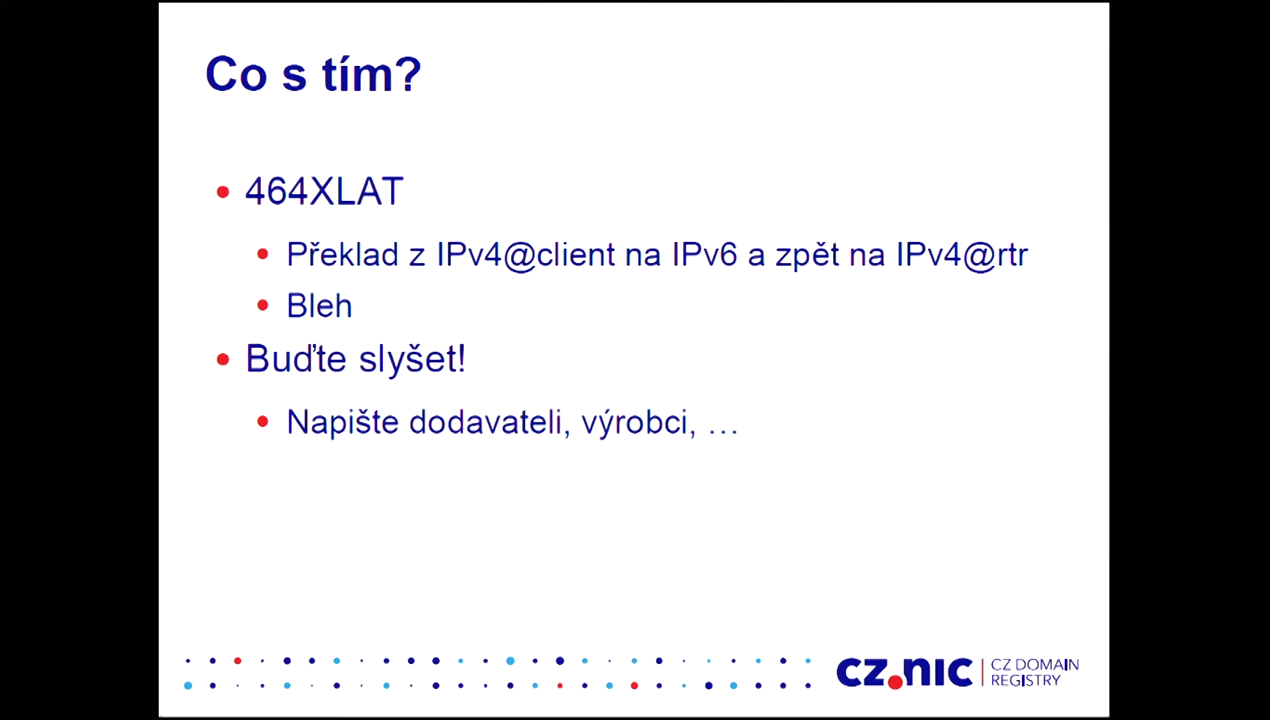 Co s tím?
464XLAT
Překlad z IPv4@client na IPv6 a zpět na IPv4@rtr
Bleh
Buďte slyšet!
Napište dodavateli, výrobci, …
CZ.NIC
CZ DOMAIN
REGISTRY